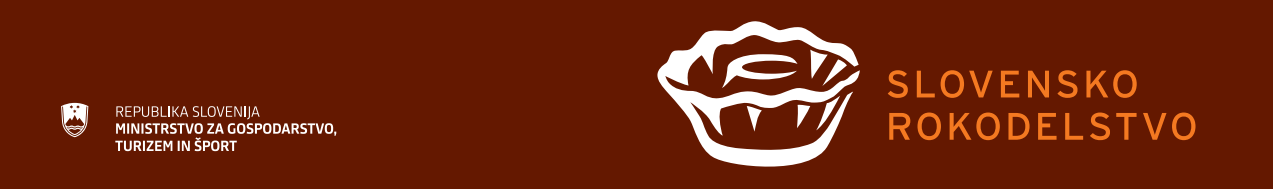 REPUBLIKA SLOVENIJA
MINISTRSTVO ZA GOSPODARSTVO,
TURIZEM IN ŠPORT
SLOVENSKO
ROKODELSTVO